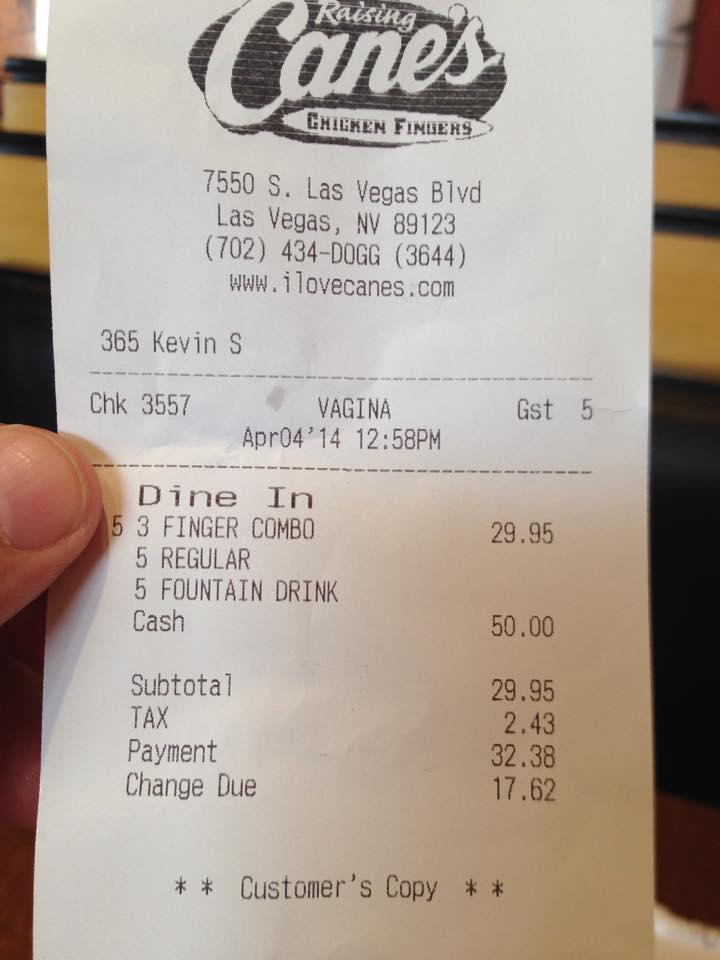 Raising
Cane's
CHICKEN FINGERS
7550 S. Las Vegas Blvd
Las Vegas, NV 89123
(702) 434-DOGG (3644)
www.ilovecanes.com
365 Kevin S
Chk 3557 VAGINA Gst 5
Apr04'14 12:58PM
Dine In
5 3 FINGER COMBO 29.95
5 REGULAR
5 FOUNTAIN DRINK
Cash 50.00
Subtotal 29.95
TAX 2.43
Payment 32.38
Change Due 17.62
** Customer's Copy **